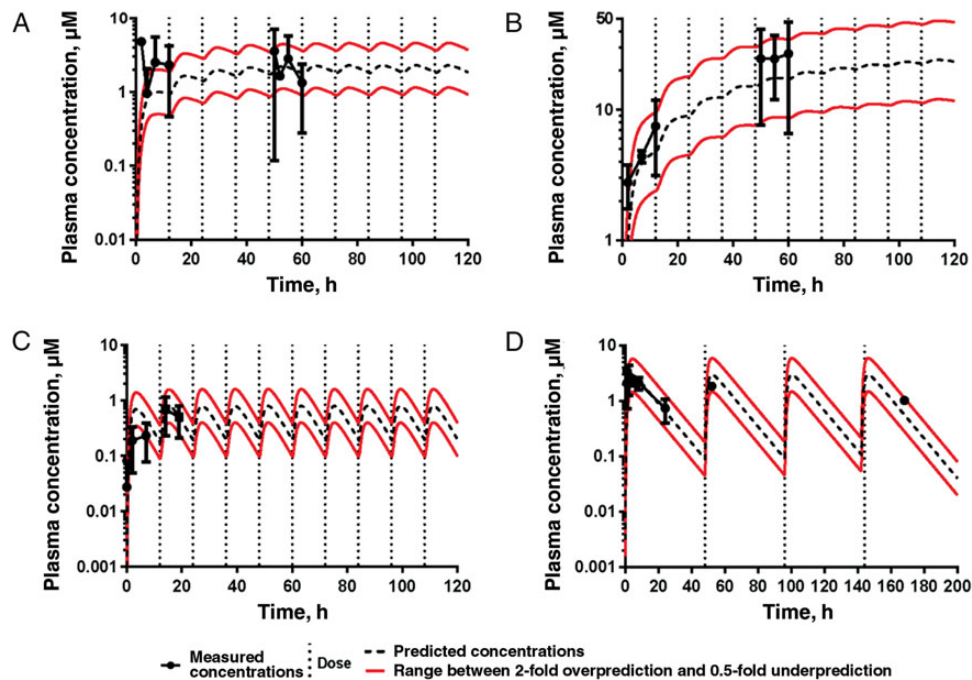 A
Plasma concentration, µM
10
1
0.1
0.01
0 20 40 60 80 100 120
Time, h
B
Plasma concentration, µM
50
10
1
0 20 40 60 80 100 120
Time, h
C
Plasma concentration, µM
10
1
0.1
0.01
0.001
0 20 40 60 80 100 120
Time, h
D
Plasma concentration, µM
10
1
0.1
0.01
0.001
0 20 40 60 80 100 120 140 160 180 200
Time, h
Measured
concentrations
Dose
Predicted concentrations
Range between 2-fold overprediction and 0.5-fold underprediction